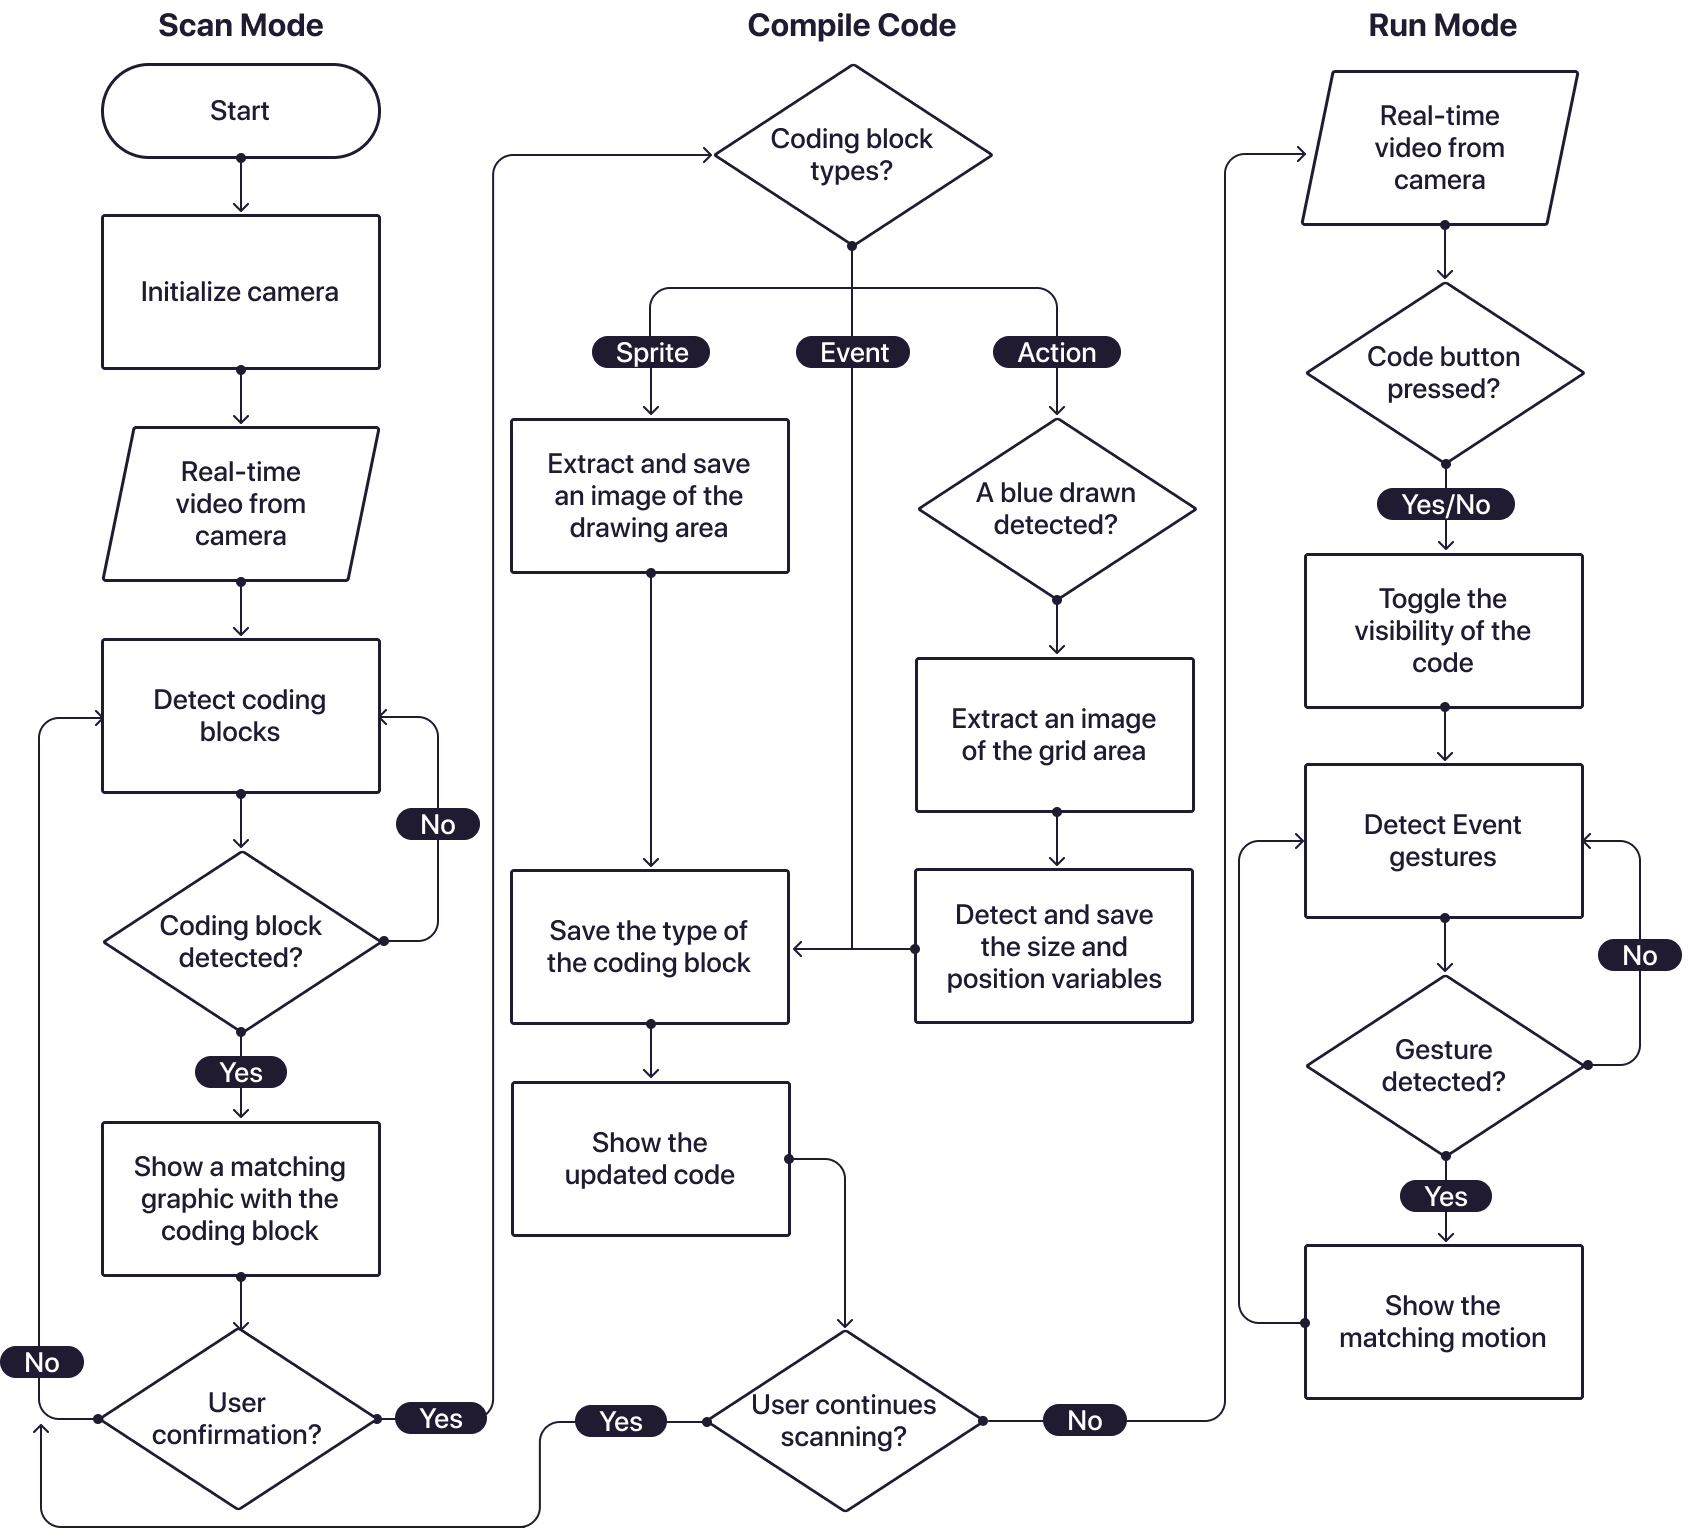 Scan Mode
Start
Initialize camera
Real-time
video from
camera
Detect coding
blocks
No
Coding block
detected?
Yes
Show a matching
graphic with the
coding block
No
User
confirmation?
Yes
Compile Code
Coding block
types?
Sprite
Event
Action
Extract and save
an image of the
drawing area
A blue drawn
detected?
Extract an image
of the grid area
Save the type of
the coding block
Detect and save
the size and
position variables
Show the
updated code
Yes
User continues
scanning?
No
Run Mode
Real-time
video from
camera
Code button
pressed?
Yes/No
Toggle the
visibility of the
code
Detect Event
gestures
No
Gesture
detected?
Yes
Show the
matching motion